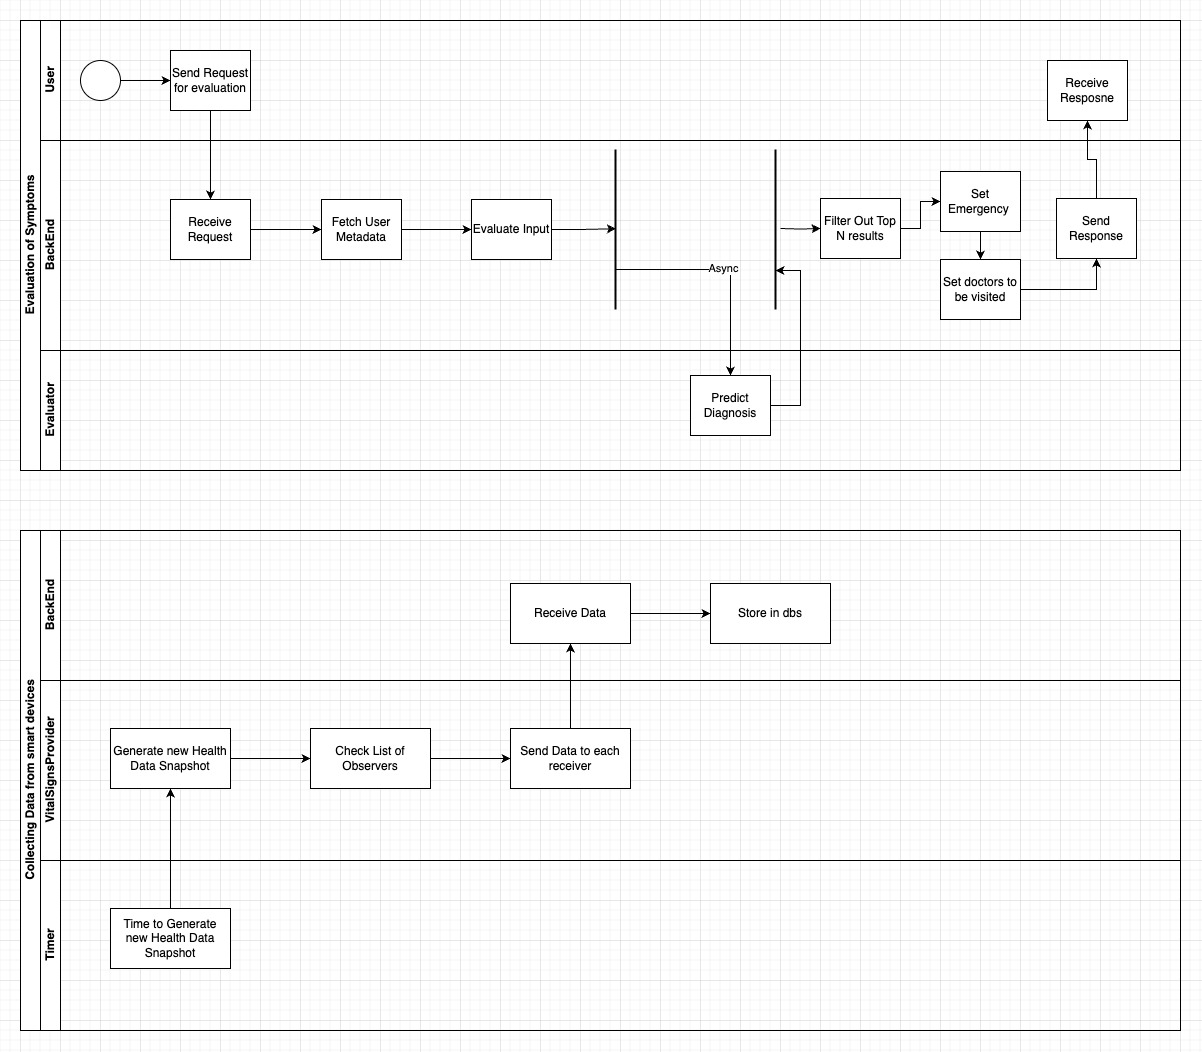 Evaluation of Symptoms
User
Send Request
for evaluation
Receive
Resposne
BackEnd
Receive
Request
Fetch User
Metadata
Evaluate Input
Async
Filter Out Top
N results
Set
Emergency
Set doctors to
be visited
Send
Response
Evaluator
Predict
Diagnosis
Collecting Data from smart devices
BackEnd
Receive Data
Store in dbs
VitalSignsProvider
Generate new Health
Data Snapshot
Check List of
Observers
Send Data to each
receiver
Timer
Time to Generate
new Health Data
Snapshot